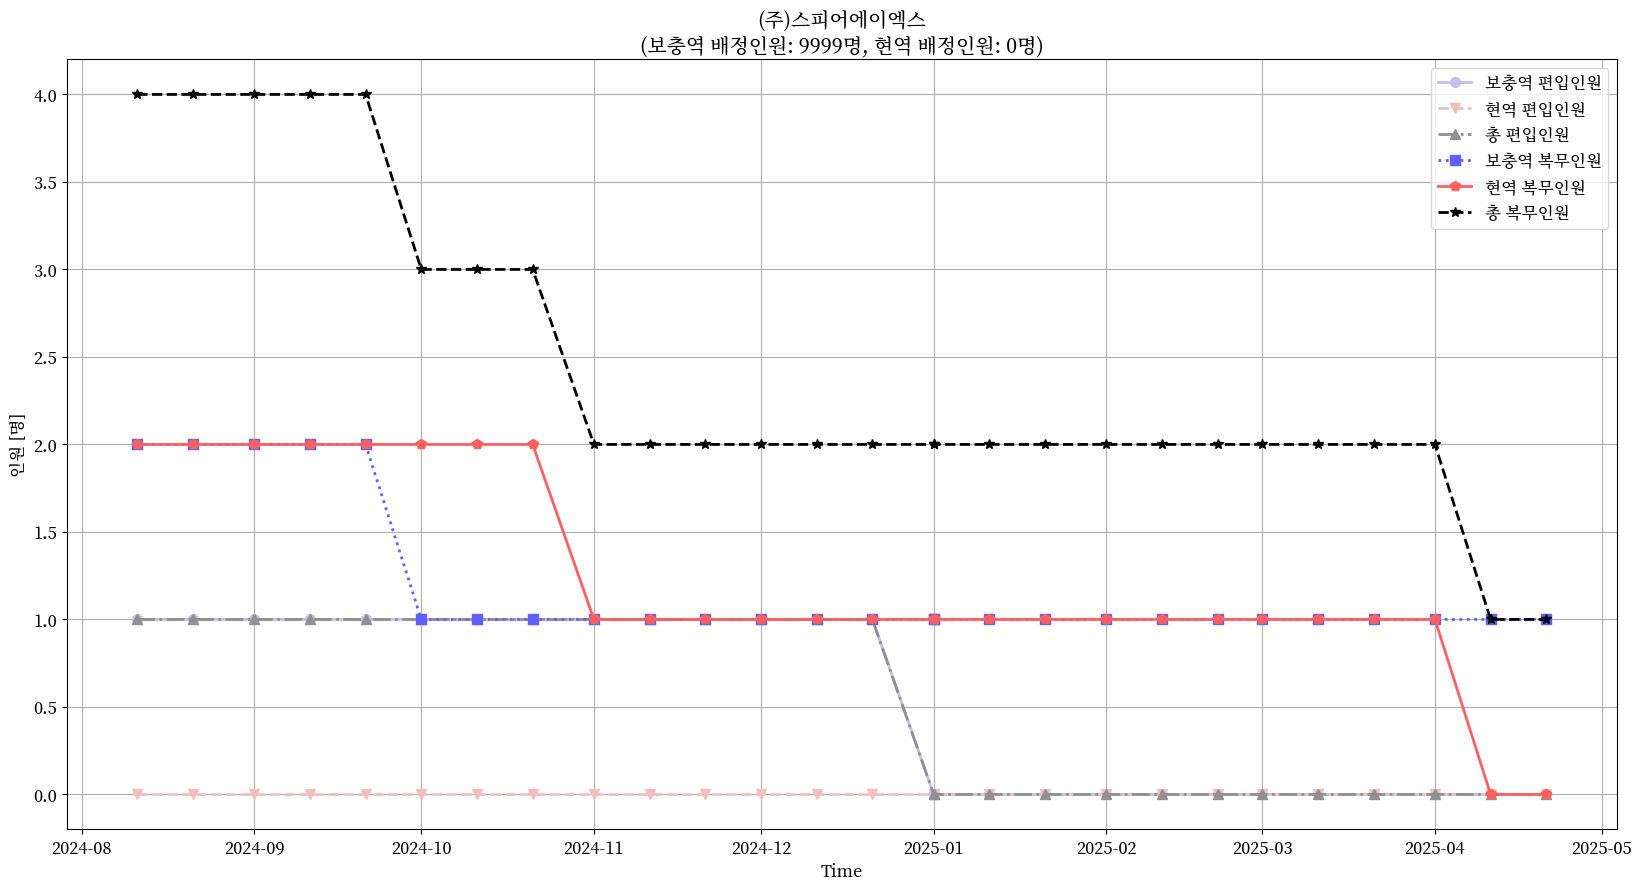 (주)스피어에이엑스
(보충역 배정인원: 9999명, 현역 배정인원: 0명)
보충역 편입인원
현역 편입인원
총 편입인원
보충역 복무인원
현역 복무인원
총 복무인원
인원 [명]
4.0
3.5
3.0
2.5
2.0
1.5
1.0
0.5
0.0
2024-08 2024-09 2024-10 2024-11 2024-12 2025-01 2025-02 2025-03 2025-04 2025-05
Time